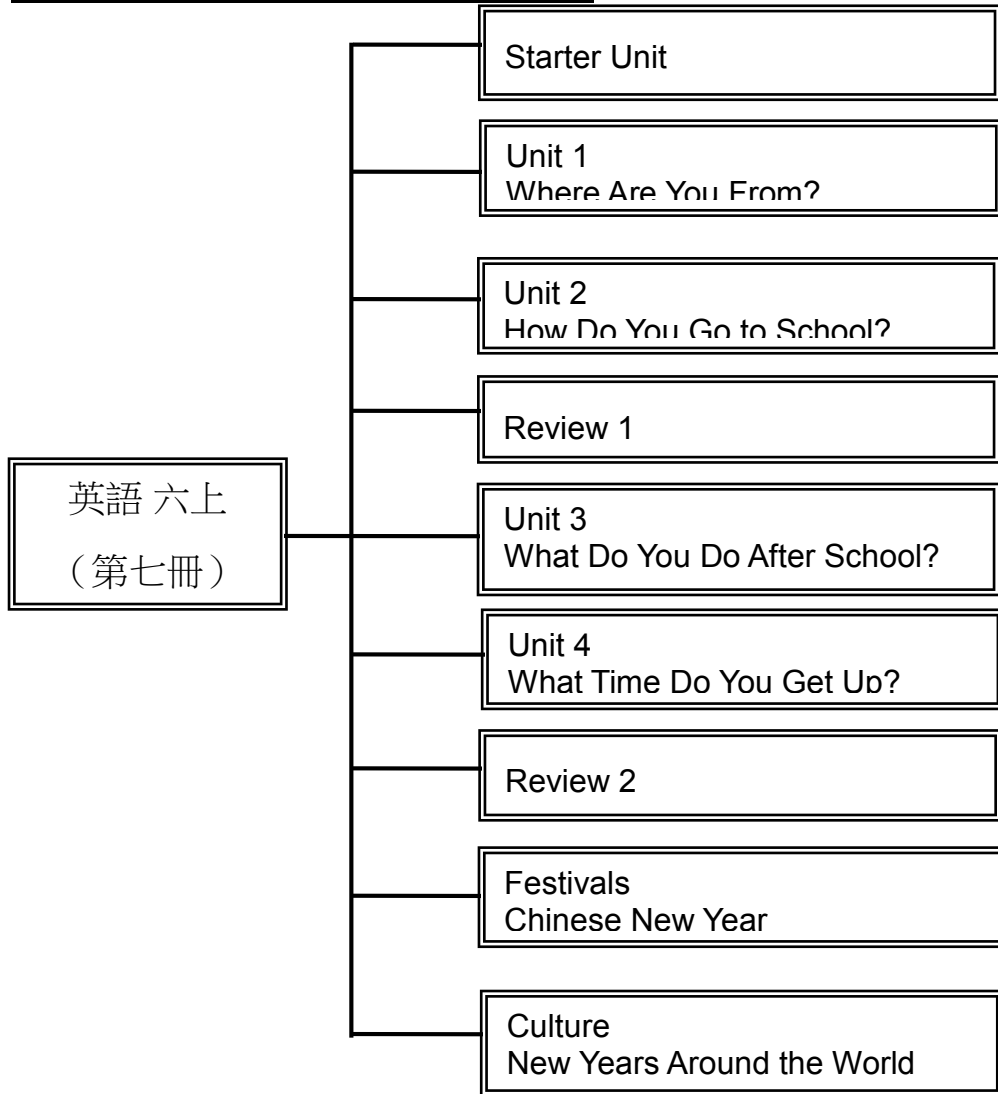 Starter Unit
Unit 1
Where Are You From?
Unit 2
How Do You Go to School?
Review 1
英語 六上
（第七冊）
Unit 3
What Do You Do After School?
Unit 4
What Time Do You Get Up?
Review 2
Festivals
Chinese New Year
Culture
New Years Around the World